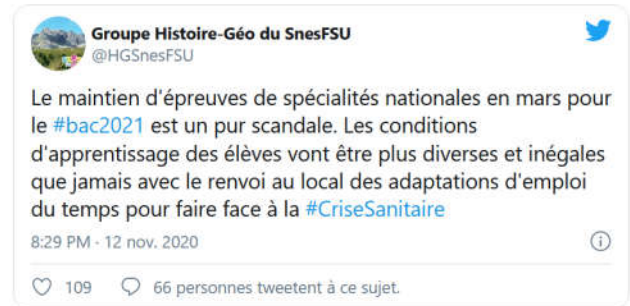 Groupe Histoire-Géo du SnesFSU
@HGSnesFSU
Le maintien d'épreuves de spécialités nationales en mars pour
le #bac2021 est un pur scandale. Les conditions
d'apprentissage des élèves vont être plus diverses et inégales
que jamais avec le renvoi au local des adaptations d'emploi
du temps pour faire face à la #CriseSanitaire
8:29 PM · 12 nov. 2020
109 66 personnes tweetent à ce sujet.